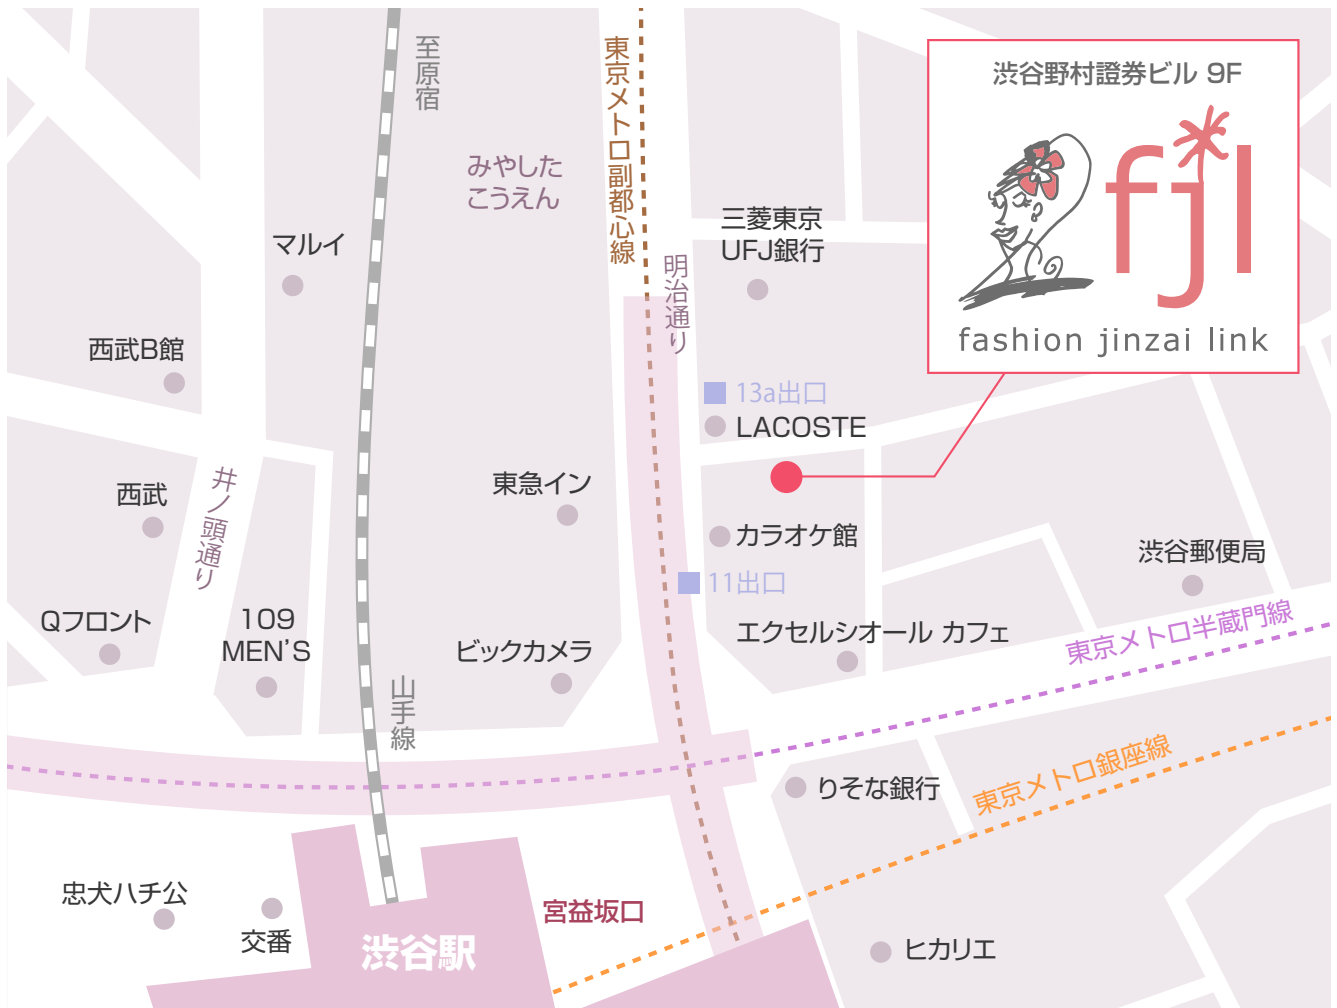 渋谷野村證券ビル 9F
fjl
fashion jinzai link
至原宿
東京メトロ副都心線
みやした
こうえん
三菱東京
UFJ銀行
マルイ
明治通り
西武B館
13a出口
LACOSTE
西武
井ノ頭通り
東急イン
カラオケ館
渋谷郵便局
11出口
Qフロント
109
MEN'S
ビックカメラ
エクセルシオール カフェ
東京メトロ半蔵門線
山手線
東京メトロ銀座線
りそな銀行
忠犬ハチ公
交番
渋谷駅
宮益坂口
ヒカリエ